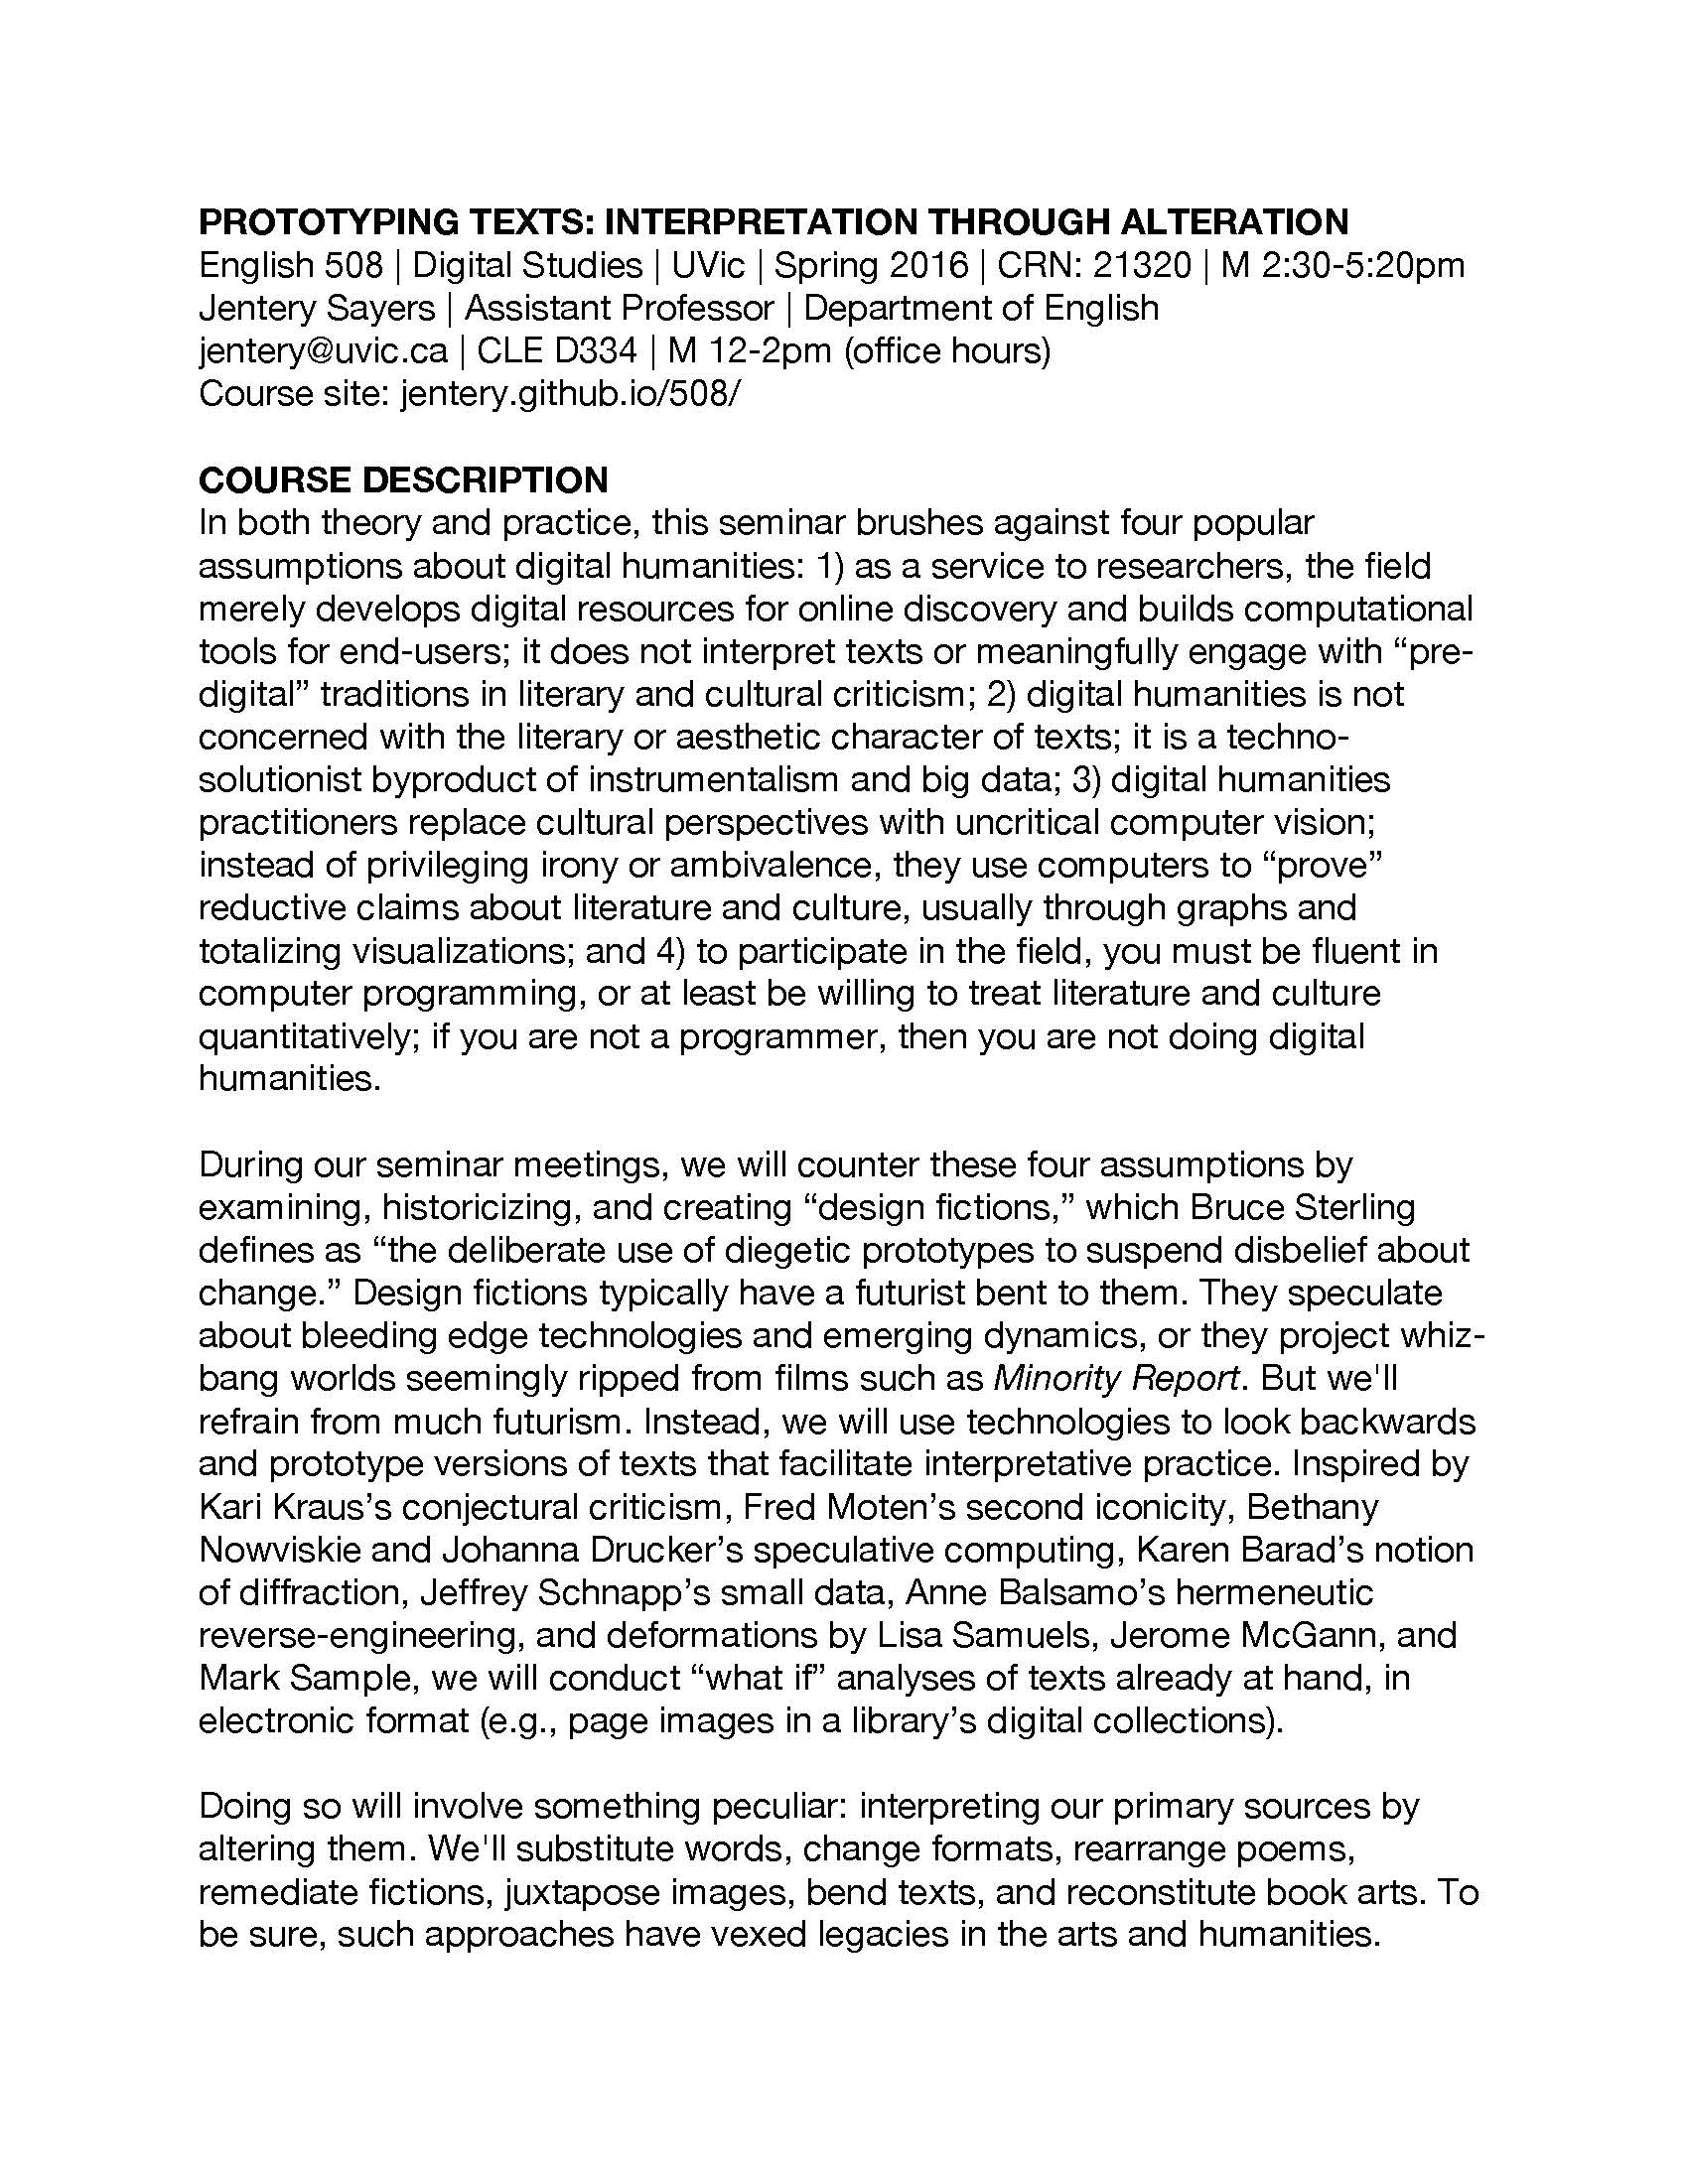 PROTOTYPING TEXTS: INTERPRETATION THROUGH ALTERATION
English 508 | Digital Studies | UVic | Spring 2016 | CRN: 21320 | M 2:30-5:20pm
Jentery Sayers | Assistant Professor | Department of English
jentery@uvic.ca | CLE D334 | M 12-2pm (office hours)
Course site: jentery.github.io/508/
COURSE DESCRIPTION
In both theory and practice, this seminar brushes against four popular
assumptions about digital humanities: 1) as a service to researchers, the field
merely develops digital resources for online discovery and builds computational
tools for end-users; it does not interpret texts or meaningfully engage with “pre-
digital” traditions in literary and cultural criticism; 2) digital humanities is not
concerned with the literary or aesthetic character of texts; it is a techno-
solutionist byproduct of instrumentalism and big data; 3) digital humanities
practitioners replace cultural perspectives with uncritical computer vision;
instead of privileging irony or ambivalence, they use computers to “prove”
reductive claims about literature and culture, usually through graphs and
totalizing visualizations; and 4) to participate in the field, you must be fluent in
computer programming, or at least be willing to treat literature and culture
quantitatively; if you are not a programmer, then you are not doing digital
humanities.
During our seminar meetings, we will counter these four assumptions by
examining, historicizing, and creating “design fictions,” which Bruce Sterling
defines as “the deliberate use of diegetic prototypes to suspend disbelief about
change.” Design fictions typically have a futurist bent to them. They speculate
about bleeding edge technologies and emerging dynamics, or they project whiz-
bang worlds seemingly ripped from films such as Minority Report. But we'll
refrain from much futurism. Instead, we will use technologies to look backwards
and prototype versions of texts that facilitate interpretative practice. Inspired by
Kari Kraus’s conjectural criticism, Fred Moten’s second iconicity, Bethany
Nowviskie and Johanna Drucker’s speculative computing, Karen Barad’s notion
of diffraction, Jeffrey Schnapp’s small data, Anne Balsamo’s hermeneutic
reverse-engineering, and deformations by Lisa Samuels, Jerome McGann, and
Mark Sample, we will conduct “what if” analyses of texts already at hand, in
electronic format (e.g., page images in a library’s digital collections).
Doing so will involve something peculiar: interpreting our primary sources by
altering them. We'll substitute words, change formats, rearrange poems,
remediate fictions, juxtapose images, bend texts, and reconstitute book arts. To
be sure, such approaches have vexed legacies in the arts and humanities.